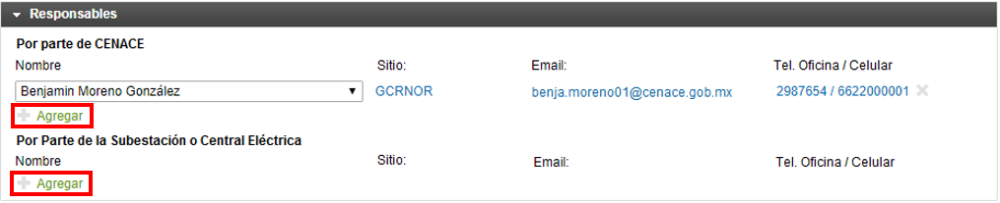 Responsables
Por parte de CENACE
Nombre Sitio: Email: Tel. Oficina / Celular
Benjamin Moreno González GCRNOR benja.moreno01@cenace.gob.mx 2987654 / 6622000001
Agregar
Por Parte de la Subestación o Central Eléctrica
Nombre Sitio: Email: Tel. Oficina / Celular
Agregar